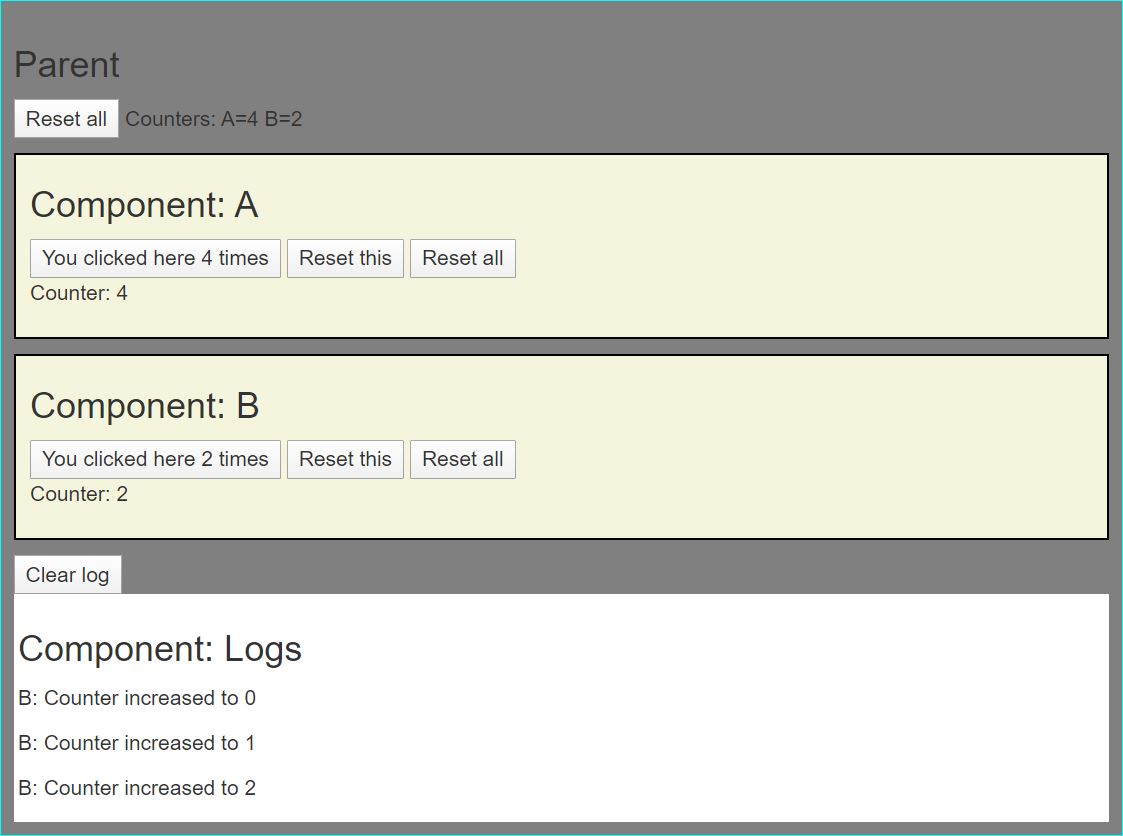 Parent
Reset all Counters: A=4 B=2
Component: A
You clicked here 4 times Reset this Reset all
Counter: 4
Component: B
You clicked here 2 times Reset this Reset all
Counter: 2
Clear log
Component: Logs
B: Counter increased to 0
B: Counter increased to 1
B: Counter increased to 2